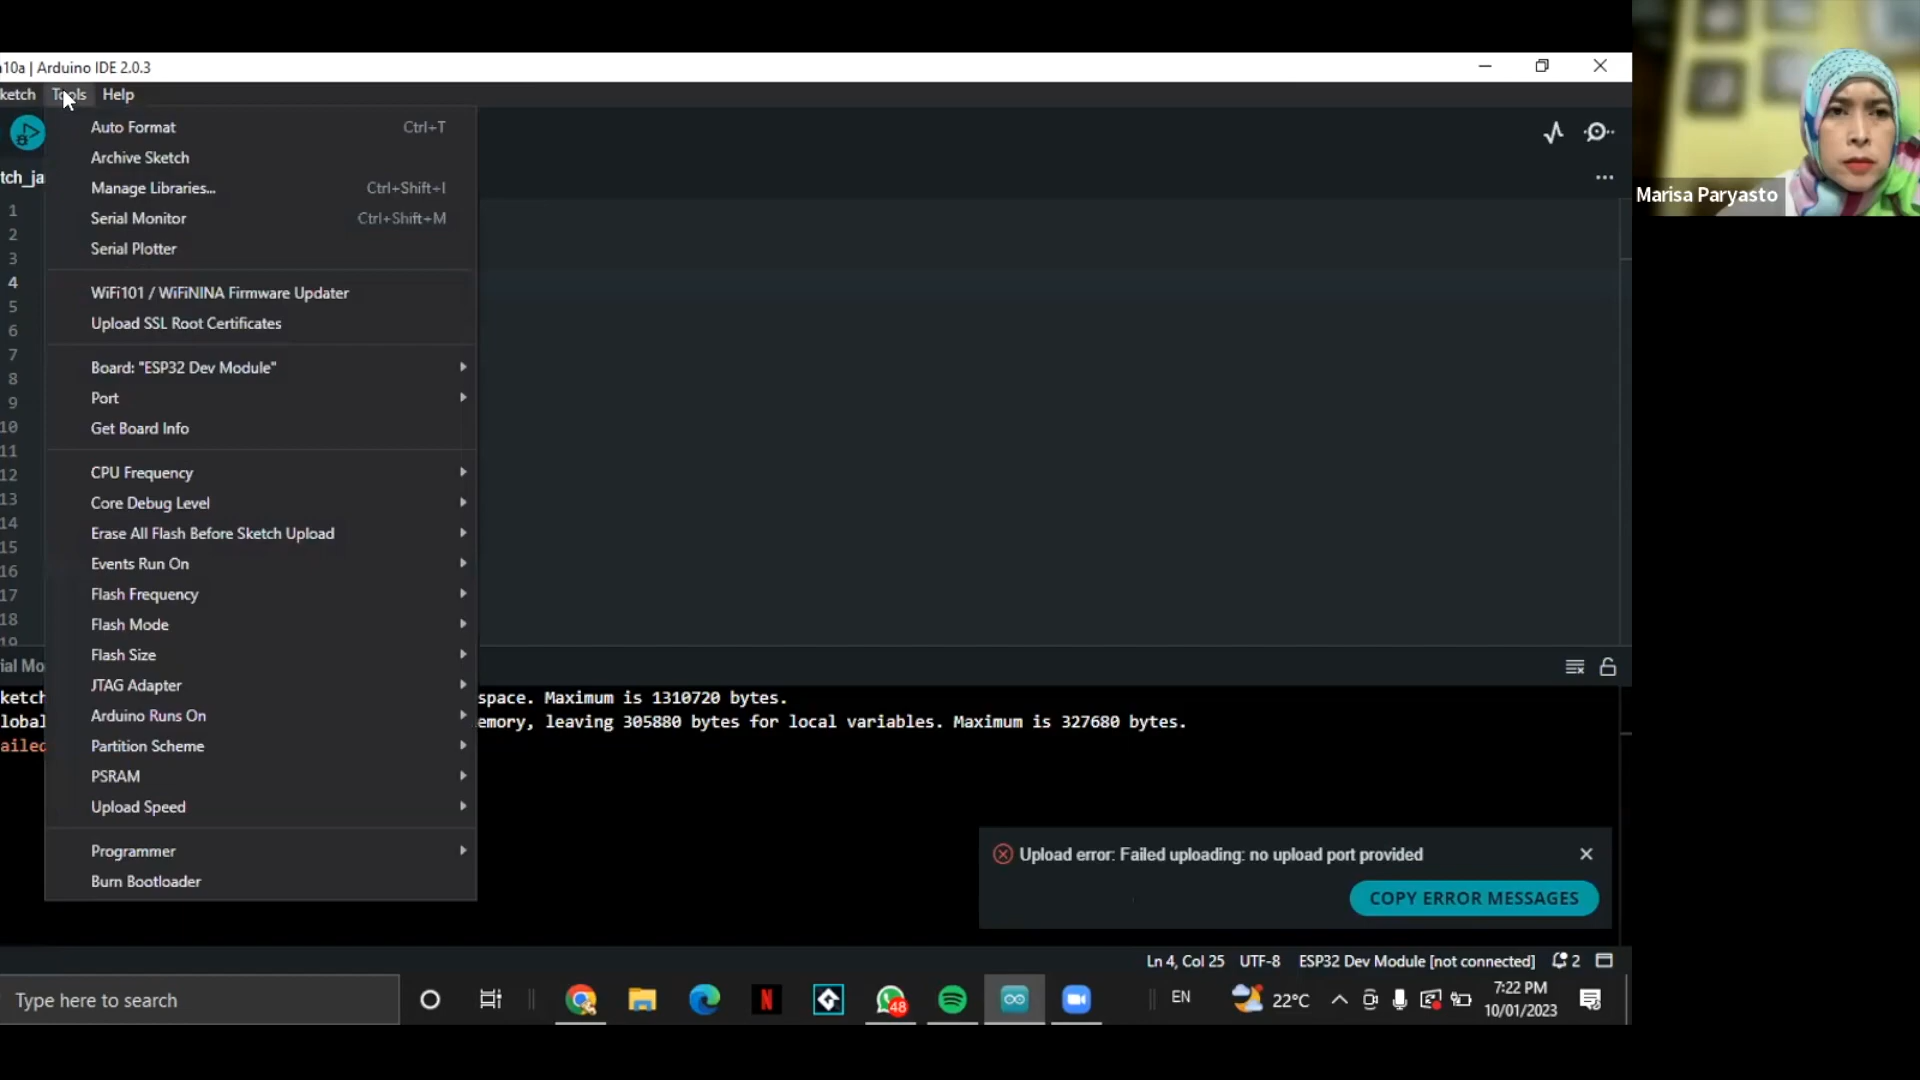 10a | Arduino IDE 2.0.3
ketch Tools Help
tch_ja
Auto Format Ctrl+T
Archive Sketch
Manage Libraries... Ctrl+Shift+I
Serial Monitor Ctrl+Shift+M
Serial Plotter
WiFi101 / WiFiNINA Firmware Updater
Upload SSL Root Certificates
Board: "ESP32 Dev Module"
Port
Get Board Info
CPU Frequency
Core Debug Level
Erase All Flash Before Sketch Upload
Events Run On
Flash Frequency
Flash Mode
Flash Size
JTAG Adapter
Arduino Runs On
Partition Scheme
PSRAM
Upload Speed
Programmer
Burn Bootloader
1
2
3
4
5
6
7
8
9
10
11
12
13
14
15
16
17
18
19
ial Mo
ketch space. Maximum is 1310720 bytes.
lobal emory, leaving 305880 bytes for local variables. Maximum is 327680 bytes.
ailed
Upload error: Failed uploading: no upload port provided
COPY ERROR MESSAGES
Ln 4, Col 25 UTF-8 ESP32 Dev Module [not connected] 2
Type here to search
N
48
EN
22°C
7:22 PM
10/01/2023
Marisa Paryasto